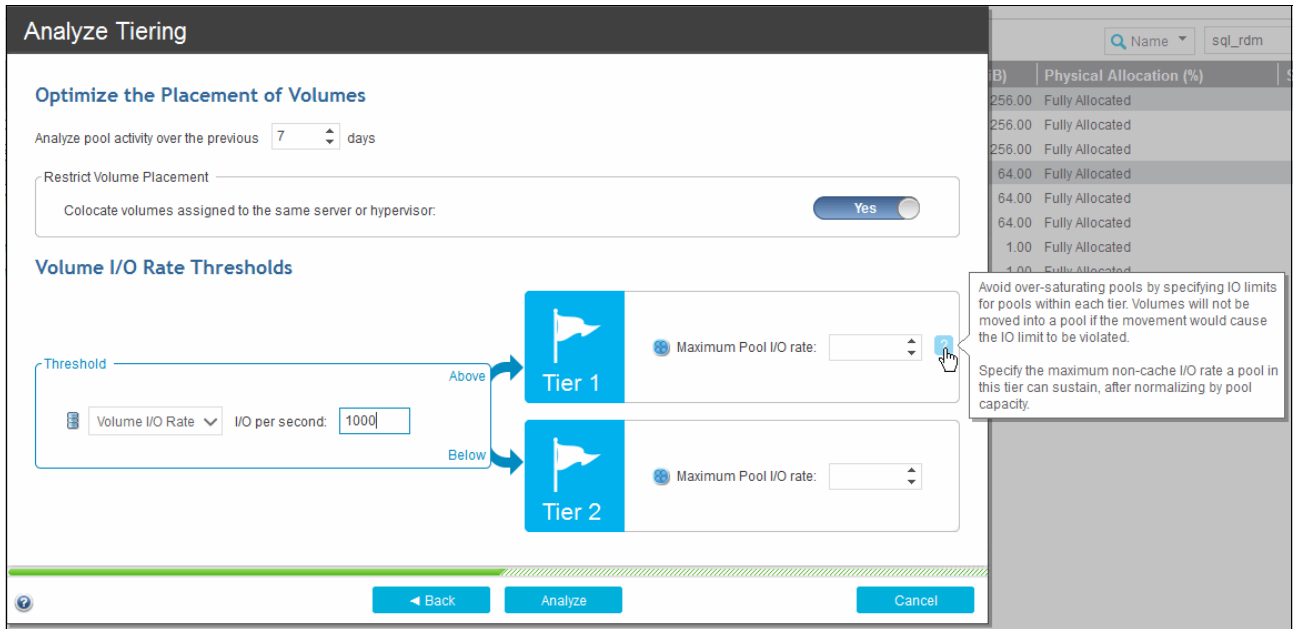 Analyze Tiering
Name
sql_rdm
iB)
Physical Allocation (%)
S
Optimize the Placement of Volumes
256.00 Fully Allocated
Analyze pool activity over the previous 7 days
256.00 Fully Allocated
256.00 Fully Allocated
Restrict Volume Placement
64.00 Fully Allocated
Colocate volumes assigned to the same server or hypervisor:
Yes
64.00 Fully Allocated
64.00 Fully Allocated
1.00 Fully Allocated
1.00 Fully Allocated
Volume I/O Rate Thresholds
Avoid over-saturating pools by specifying IO limits
for pools within each tier. Volumes will not be
moved into a pool if the movement would cause
the IO limit to be violated.
Specify the maximum non-cache I/O rate a pool in
this tier can sustain, after normalizing by pool
capacity.
Threshold
Volume I/O Rate
I/O per second: 1000
Above
Below
Tier 1
Maximum Pool I/O rate:
?
Tier 2
Maximum Pool I/O rate:
?
◄ Back
Analyze
Cancel